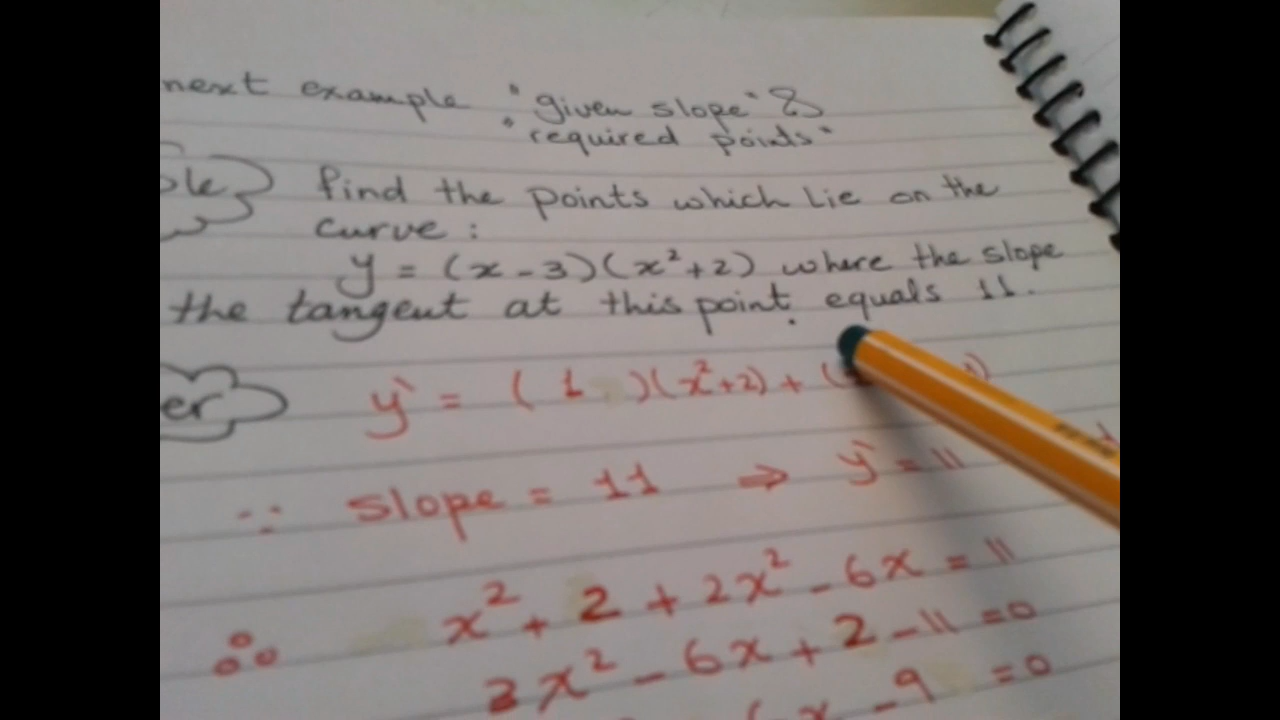 next example "given slope" &
"required points"
find the points which lie on the
curve :
y = (x - 3)(x² + 2) where the slope
the tangent at this point. equals 11.
y` = ( 1 )(x² + 2) + (
∵ slope = 11 ⇒ y` = 11
∴ x² + 2 + 2x² - 6x = 11
3x² - 6x + 2 - 11 = 0
6x - 9 = 0